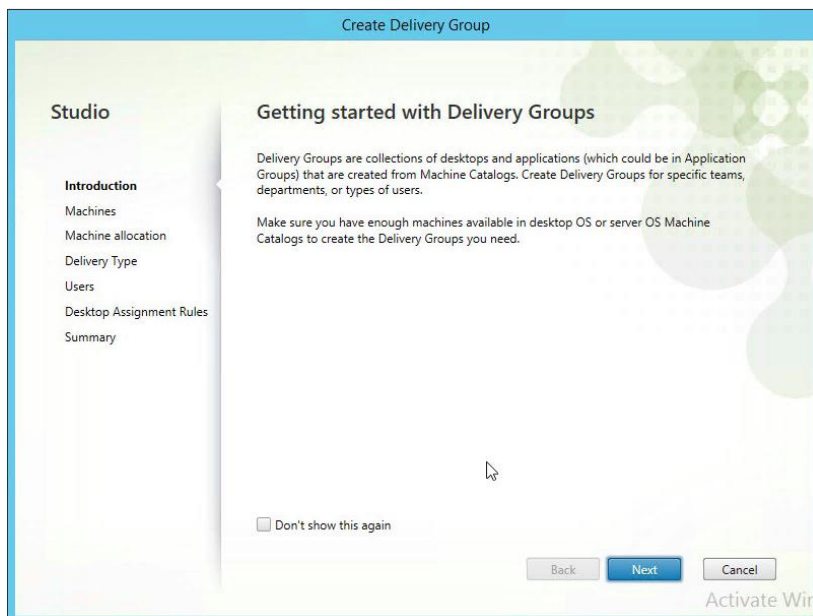 Create Delivery Group
Studio
Introduction
Machines
Machine allocation
Delivery Type
Users
Desktop Assignment Rules
Summary
Getting started with Delivery Groups
Delivery Groups are collections of desktops and applications (which could be in Application
Groups) that are created from Machine Catalogs. Create Delivery Groups for specific teams,
departments, or types of users.
Make sure you have enough machines available in desktop OS or server OS Machine
Catalogs to create the Delivery Groups you need.
Don't show this again
Back
Next
Cancel
Activate Win